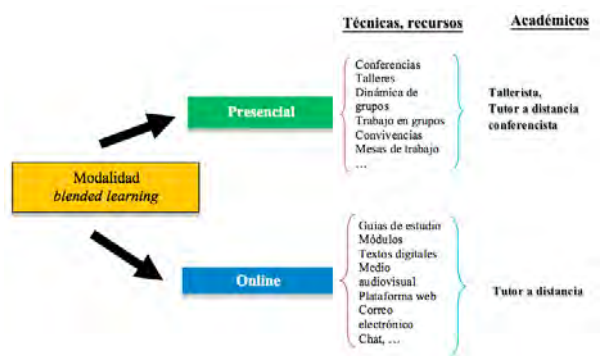 Técnicas, recursos
Académicos
Modalidad
blended learning
Presencial
Conferencias
Talleres
Dinámica de
grupos
Trabajo en grupos
Convivencias
Mesas de trabajo
…
Tallerista,
Tutor a distancia
conferencista
Online
Guías de estudio
Módulos
Textos digitales
Medio
audiovisual
Plataforma web
Correo
electrónico
Chat, …
Tutor a distancia